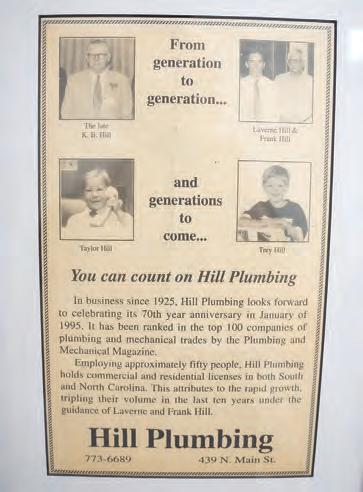 From
generation
to
generation...
The late
K. B. Hill
Laverne Hill &
Frank Hill
and
generations
to
come...
Taylor Hill
Trey Hill
You can count on Hill Plumbing
In business since 1925, Hill Plumbing looks forward
to celebrating its 70th year anniversary in January of
1995. It has been ranked in the top 100 companies of
plumbing and mechanical trades by the Plumbing and
Mechanical Magazine.
Employing approximately fifty people, Hill Plumbing
holds commercial and residential licenses in both South
and North Carolina. This attributes to the rapid growth,
tripling their volume in the last ten years under the
guidance of Laverne and Frank Hill.
Hill Plumbing
773-6689 439 N. Main St.